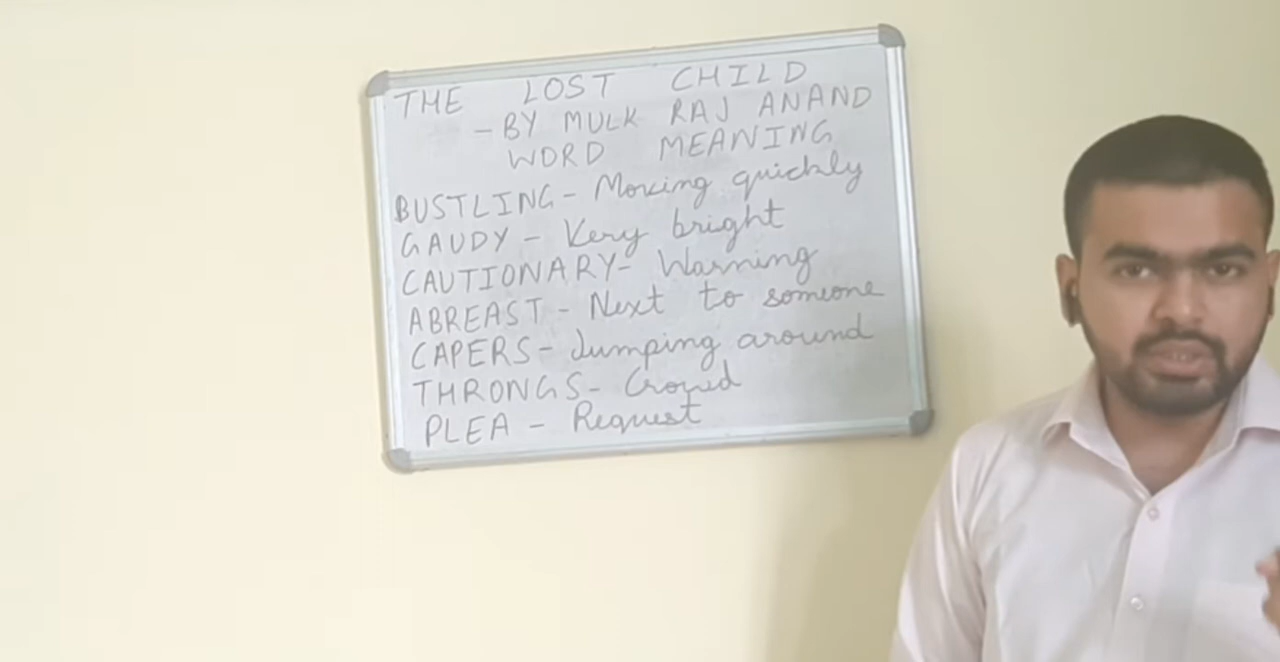 THE LOST CHILD
- BY MULK RAJ ANAND
WORD MEANING
BUSTLING - Moving quickly
GAUDY - Very bright
CAUTIONARY- Warning
ABREAST - Next to someone
CAPERS - Jumping around
THRONGS - Crowd
PLEA - Request